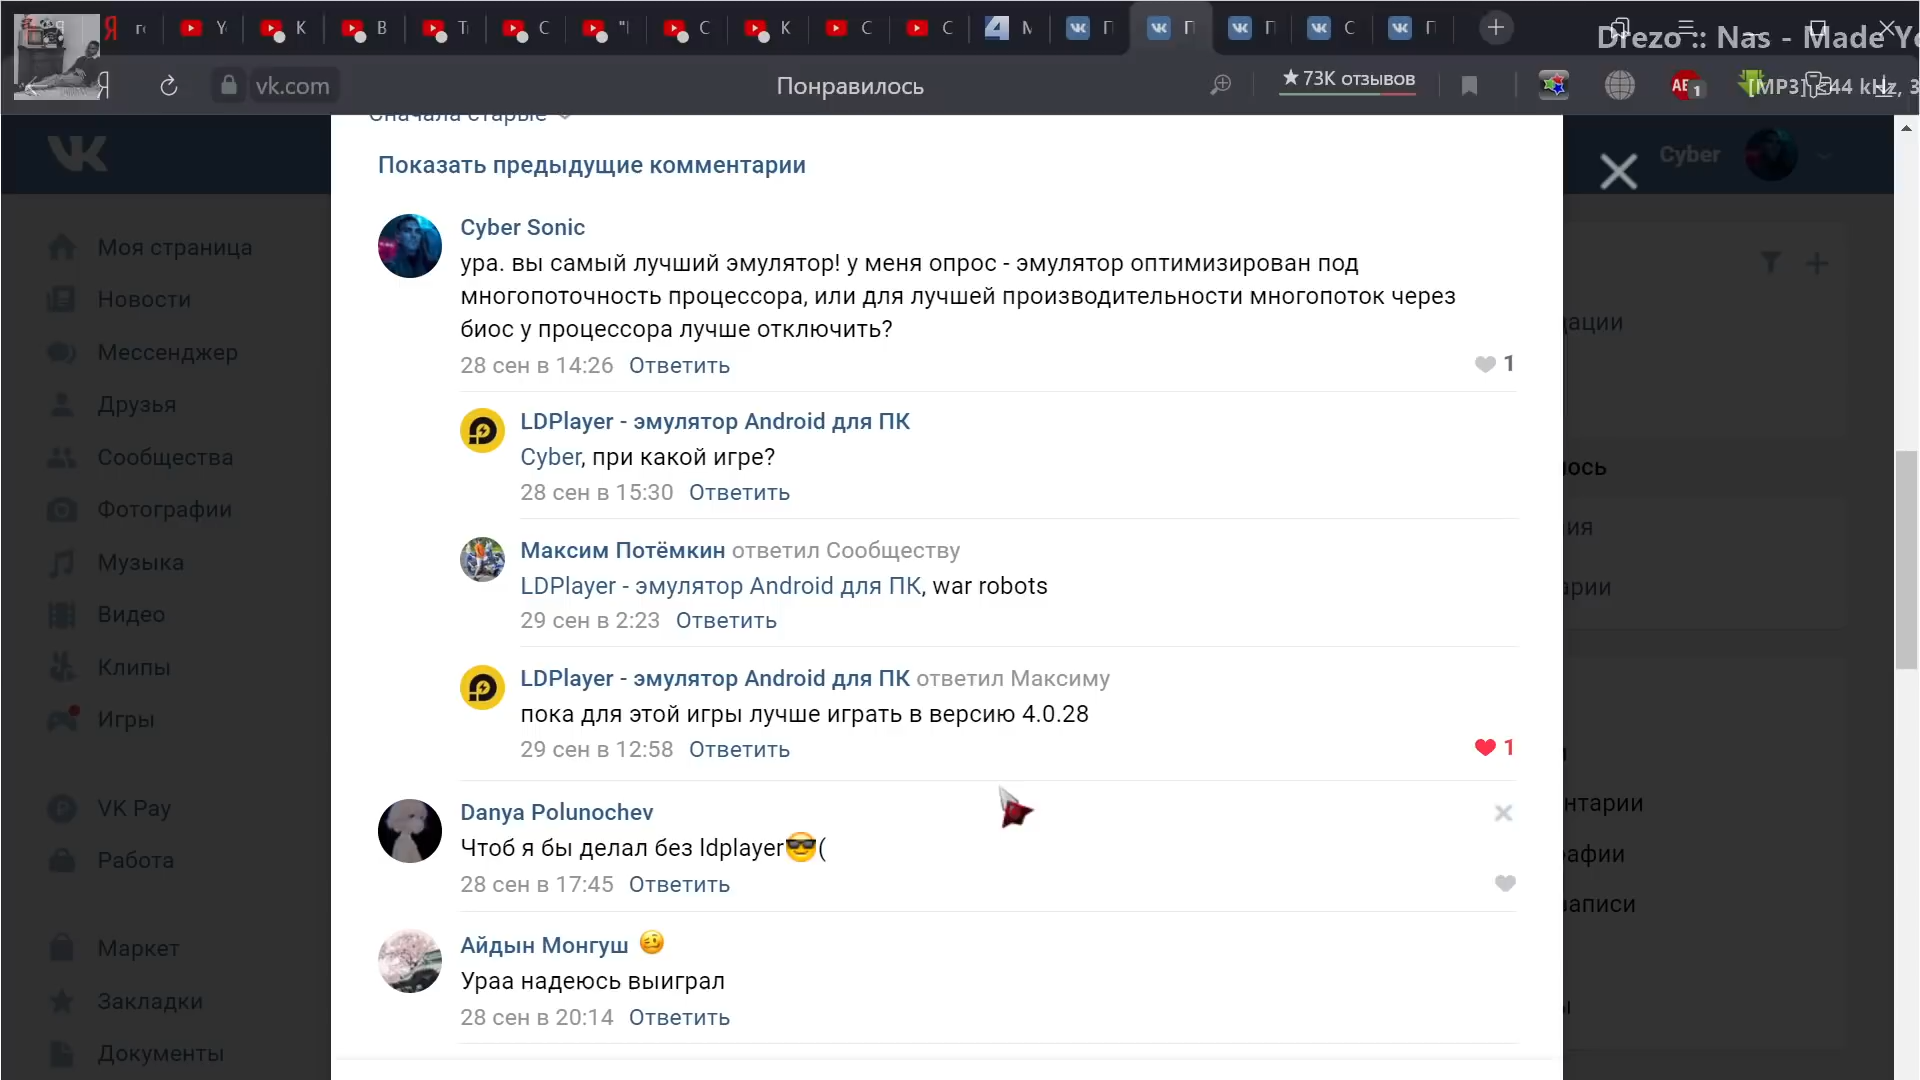 Drezo :: Nas - Made Yo
vk.com
Понравилось
★ 73K отзывов
[MP3] :: 44 kHz, 3
Cyber
Сначала старые
Показать предыдущие комментарии
Моя страница
Новости
Мессенджер
Друзья
Сообщества
Фотографии
Музыка
Видео
Клипы
Игры
VK Pay
Работа
Маркет
Закладки
Документы
Cyber Sonic
ура. вы самый лучший эмулятор! у меня опрос - эмулятор оптимизирован под
многопоточность процессора, или для лучшей производительности многопоток через
биос у процессора лучше отключить?
28 сен в 14:26 Ответить
1
LDPlayer - эмулятор Android для ПК
Cyber, при какой игре?
28 сен в 15:30 Ответить
Максим Потёмкин ответил Сообществу
LDPlayer - эмулятор Android для ПК, war robots
29 сен в 2:23 Ответить
LDPlayer - эмулятор Android для ПК ответил Максиму
пока для этой игры лучше играть в версию 4.0.28
29 сен в 12:58 Ответить
1
Danya Polunochev
Чтоб я бы делал без ldplayer😎(
28 сен в 17:45 Ответить
Айдын Монгуш
Ураа надеюсь выиграл
28 сен в 20:14 Ответить